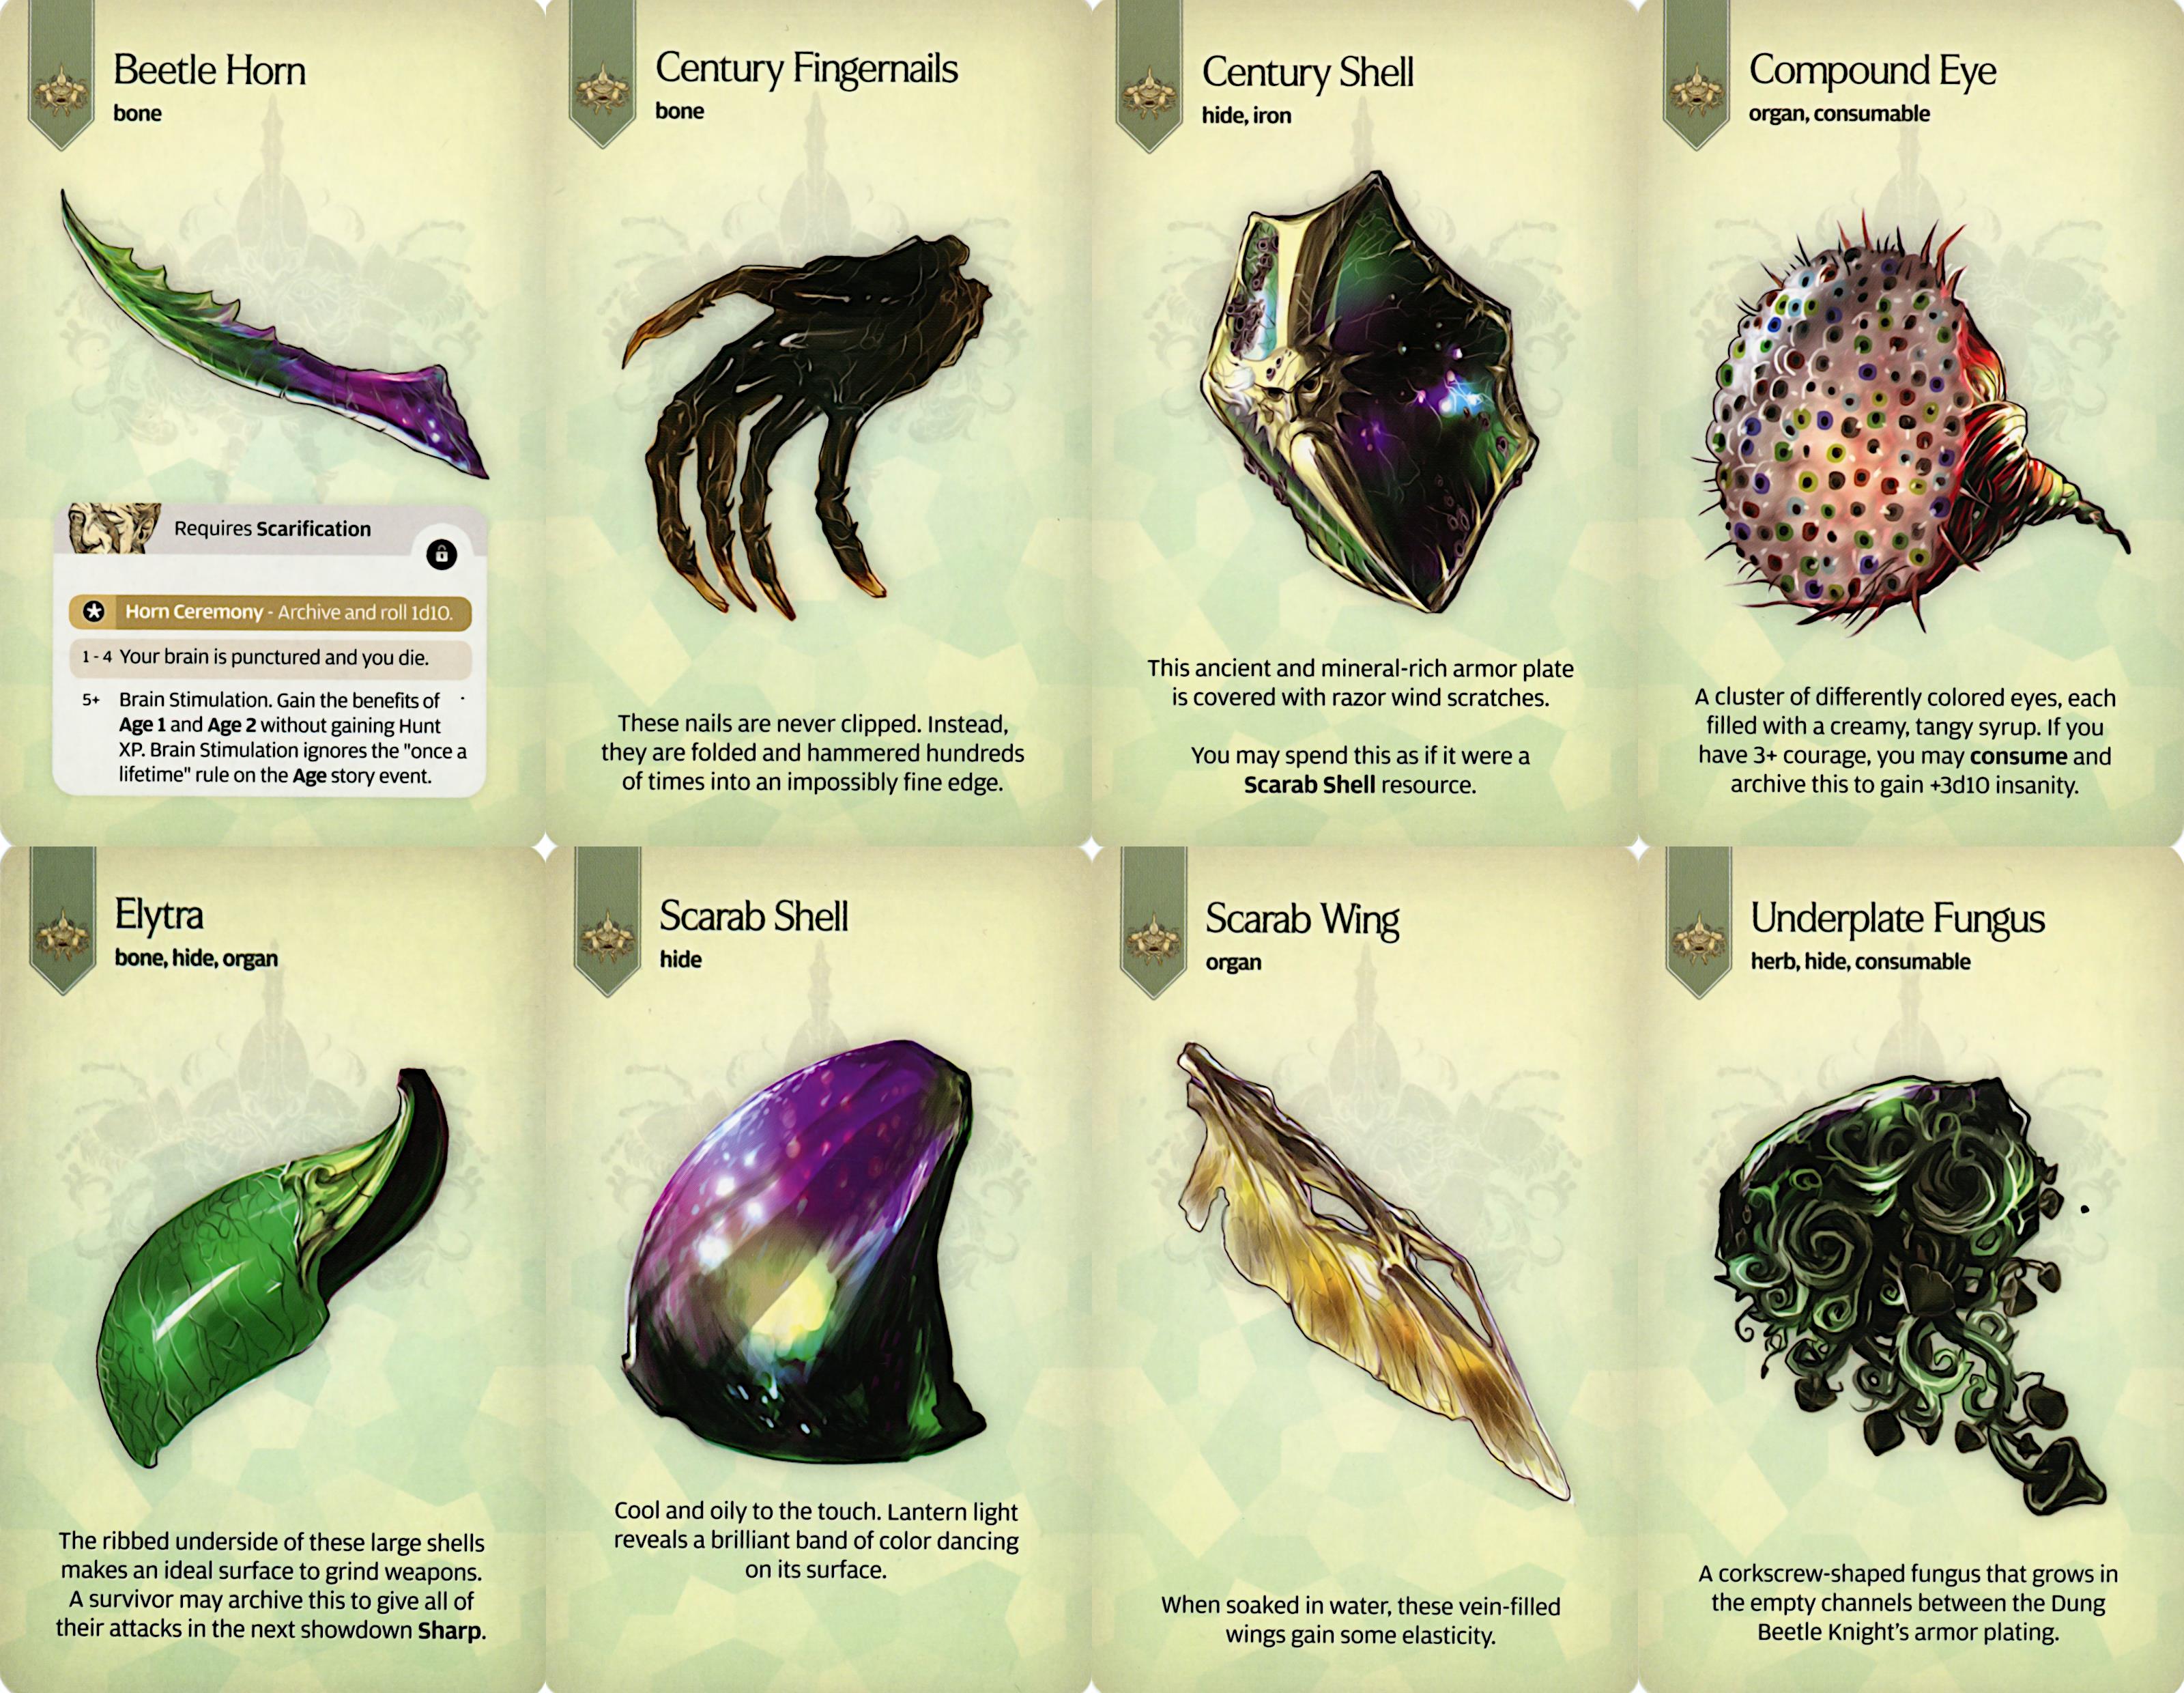 Beetle Horn
bone
Requires Scarification
Horn Ceremony - Archive and roll 1d10.
1 - 4 Your brain is punctured and you die.
5+ Brain Stimulation. Gain the benefits of
Age 1 and Age 2 without gaining Hunt
XP. Brain Stimulation ignores the "once a
lifetime" rule on the Age story event.
Century Fingernails
bone
These nails are never clipped. Instead,
they are folded and hammered hundreds
of times into an impossibly fine edge.
Century Shell
hide, iron
This ancient and mineral-rich armor plate
is covered with razor wind scratches.
You may spend this as if it were a
Scarab Shell resource.
Compound Eye
organ, consumable
A cluster of differently colored eyes, each
filled with a creamy, tangy syrup. If you
have 3+ courage, you may consume and
archive this to gain +3d10 insanity.
Elytra
bone, hide, organ
The ribbed underside of these large shells
makes an ideal surface to grind weapons.
A survivor may archive this to give all of
their attacks in the next showdown Sharp.
Scarab Shell
hide
Cool and oily to the touch. Lantern light
reveals a brilliant band of color dancing
on its surface.
Scarab Wing
organ
When soaked in water, these vein-filled
wings gain some elasticity.
Underplate Fungus
herb, hide, consumable
A corkscrew-shaped fungus that grows in
the empty channels between the Dung
Beetle Knight's armor plating.